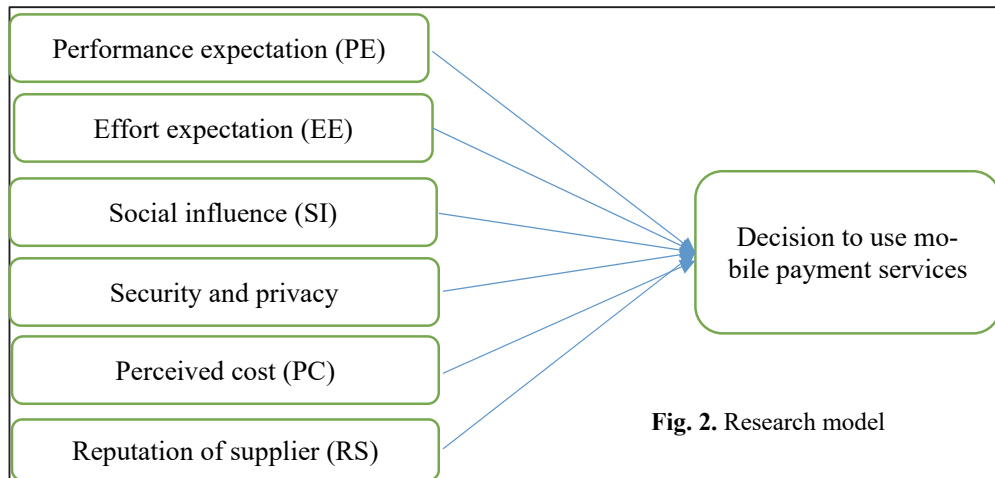 Performance expectation (PE)
Effort expectation (EE)
Social influence (SI)
Security and privacy
Perceived cost (PC)
Reputation of supplier (RS)
Decision to use mo-
bile payment services
Fig. 2. Research model